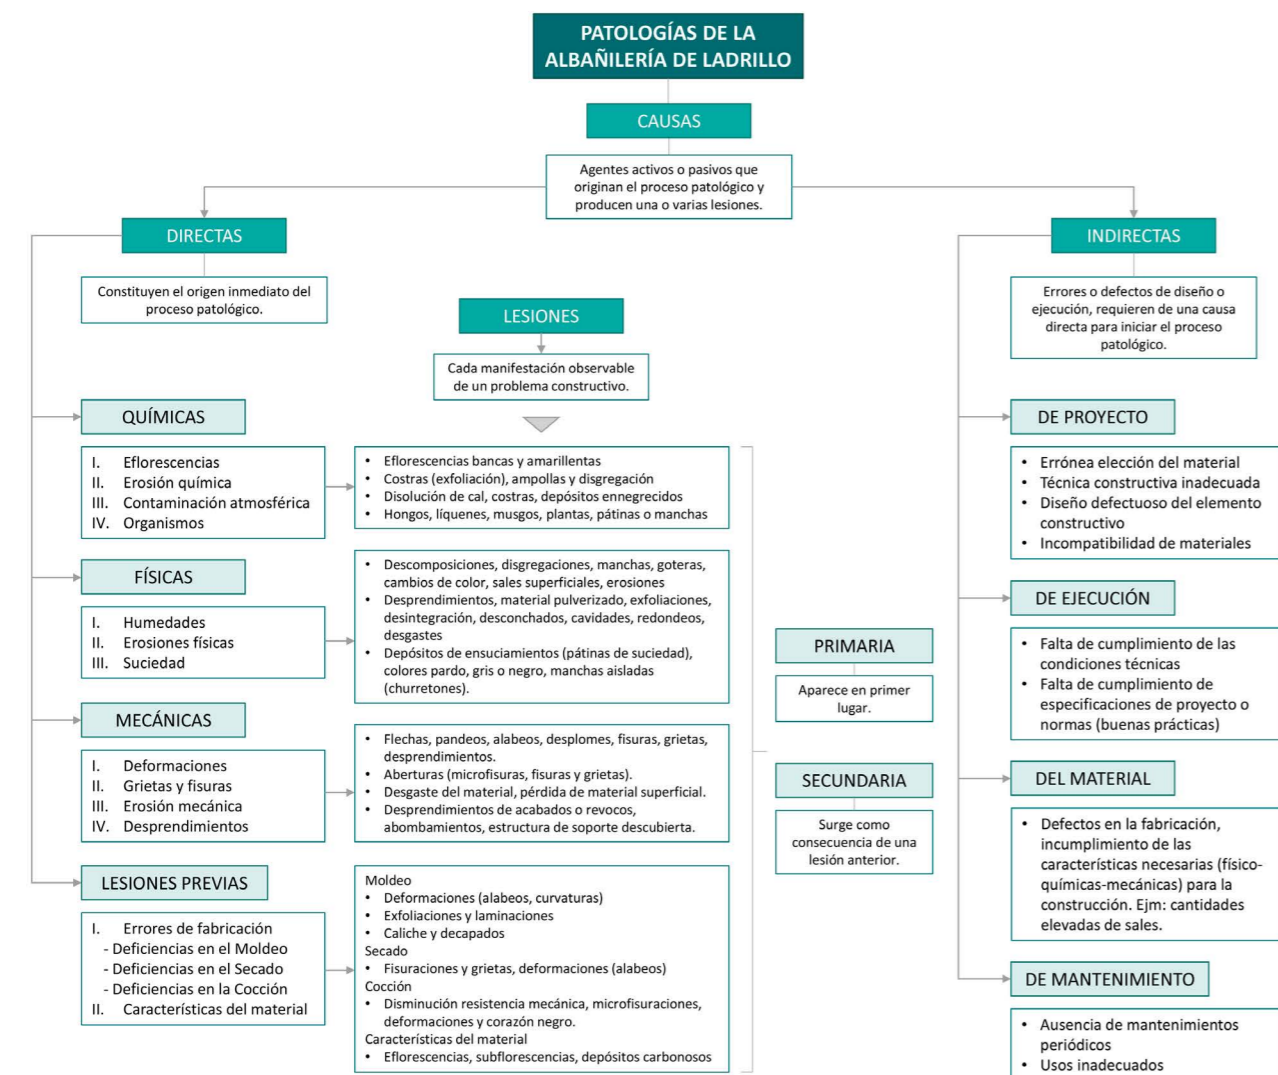 PATOLOGÍAS DE LA
ALBAÑILERÍA DE LADRILLO
CAUSAS
Agentes activos o pasivos que
originan el proceso patológico y
producen una o varias lesiones.
DIRECTAS
Constituyen el origen inmediato del
proceso patológico.
QUÍMICAS
I. Eflorescencias
II. Erosión química
III. Contaminación atmosférica
IV. Organismos
FÍSICAS
I. Humedades
II. Erosiones físicas
III. Suciedad
MECÁNICAS
I. Deformaciones
II. Grietas y fisuras
III. Erosión mecánica
IV. Desprendimientos
LESIONES PREVIAS
I. Errores de fabricación
- Deficiencias en el Moldeo
- Deficiencias en el Secado
- Deficiencias en la Cocción
II. Características del material
LESIONES
Cada manifestación observable
de un problema constructivo.
• Eflorescencias bancas y amarillentas
• Costras (exfoliación), ampollas y disgregación
• Disolución de cal, costras, depósitos ennegrecidos
• Hongos, líquenes, musgos, plantas, pátinas o manchas
• Descomposiciones, disgregaciones, manchas, goteras,
cambios de color, sales superficiales, erosiones
• Desprendimientos, material pulverizado, exfoliaciones,
desintegración, desconchados, cavidades, redondeos,
desgastes
• Depósitos de ensuciamientos (pátinas de suciedad),
colores pardo, gris o negro, manchas aisladas
(churretones).
• Flechas, pandeos, alabeos, desplomes, fisuras, grietas,
desprendimientos.
• Aberturas (microfisuras, fisuras y grietas).
• Desgaste del material, pérdida de material superficial.
• Desprendimientos de acabados o revocos,
abombamientos, estructura de soporte descubierta.
Moldeo
• Deformaciones (alabeos, curvaturas)
• Exfoliaciones y laminaciones
• Caliche y decapados
Secado
• Fisuraciones y grietas, deformaciones (alabeos)
Cocción
• Disminución resistencia mecánica, microfisuraciones,
deformaciones y corazón negro.
Características del material
• Eflorescencias, subflorescencias, depósitos carbonosos
PRIMARIA
Aparece en primer
lugar.
SECUNDARIA
Surge como
consecuencia de una
lesión anterior.
INDIRECTAS
Errores o defectos de diseño o
ejecución, requieren de una causa
directa para iniciar el proceso
patológico.
DE PROYECTO
• Errónea elección del material
• Técnica constructiva inadecuada
• Diseño defectuoso del elemento
constructivo
• Incompatibilidad de materiales
DE EJECUCIÓN
• Falta de cumplimiento de las
condiciones técnicas
• Falta de cumplimiento de
especificaciones de proyecto o
normas (buenas prácticas)
DEL MATERIAL
• Defectos en la fabricación,
incumplimiento de las
características necesarias (físico-
químicas-mecánicas) para la
construcción. Ejm: cantidades
elevadas de sales.
DE MANTENIMIENTO
• Ausencia de mantenimientos
periódicos
• Usos inadecuados